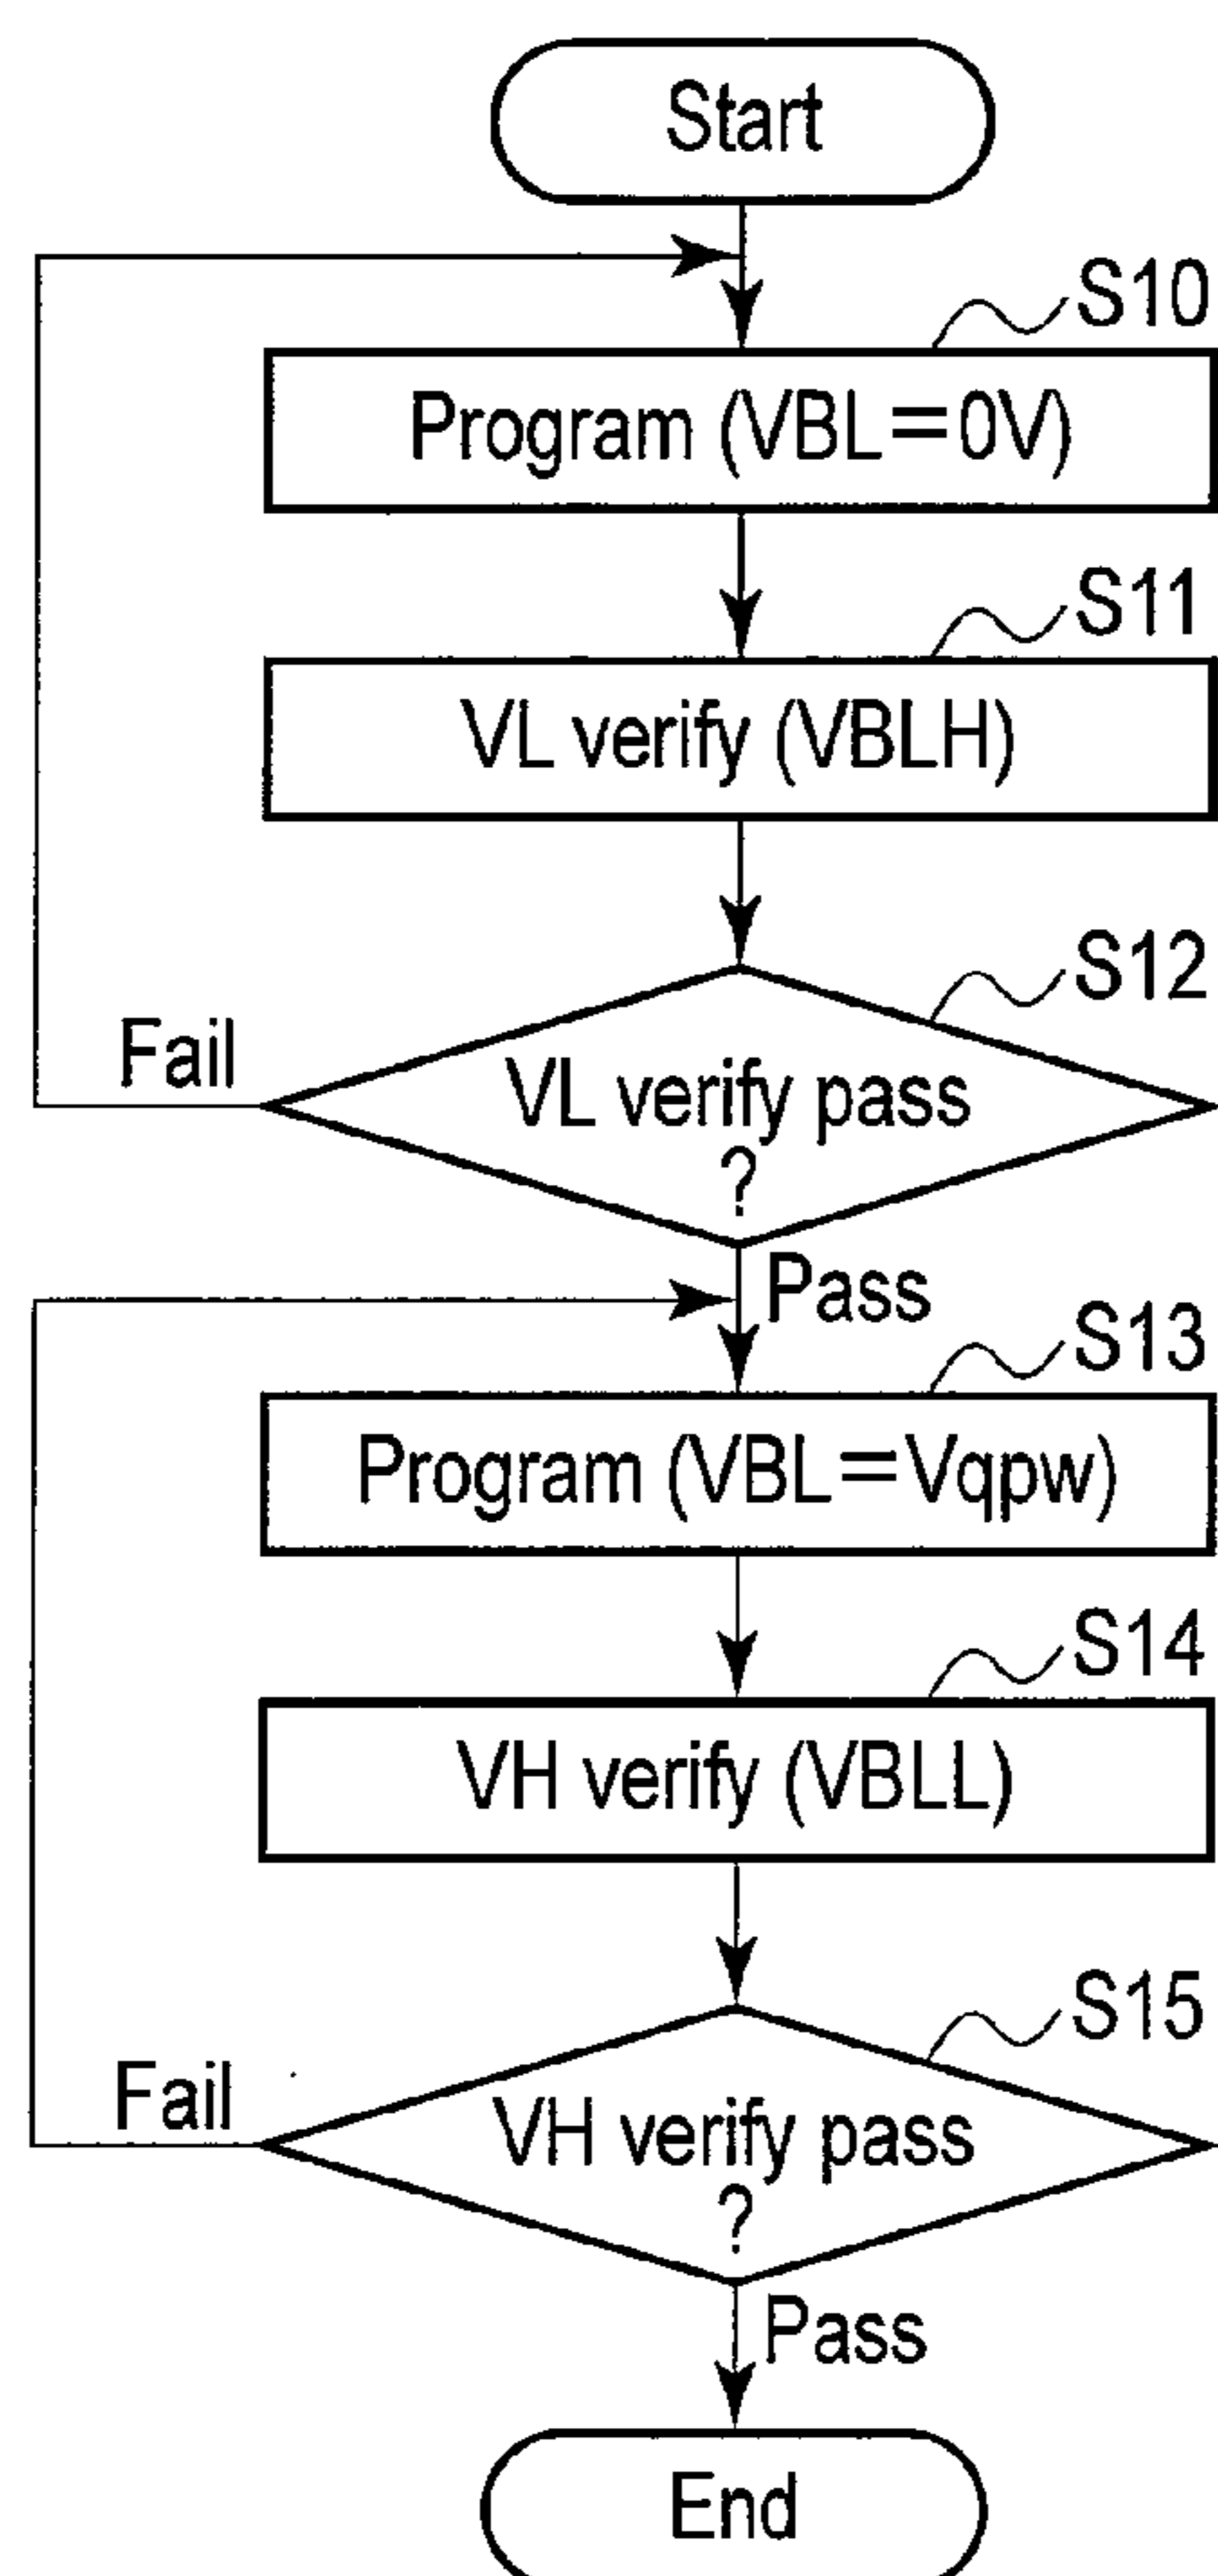 Start
S10
Program (VBL=0V)
S11
VL verify (VBLH)
S12
Fail
VL verify pass
?
Pass
S13
Program (VBL=Vqpw)
S14
VH verify (VBLL)
S15
Fail
VH verify pass
?
Pass
End